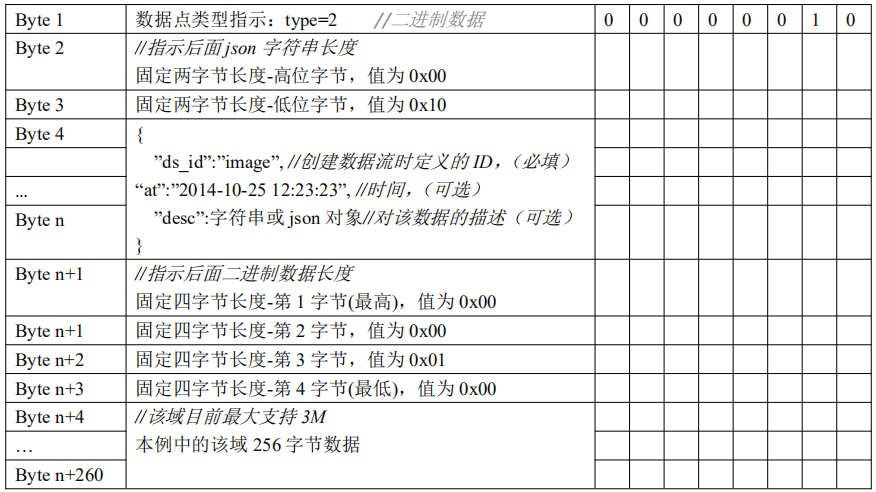 Byte 1 数据点类型指示：type=2 //二进制数据 0 0 0 0 0 0 1 0
Byte 2 //指示后面 json 字符串长度
固定两字节长度-高位字节，值为 0x00
Byte 3 固定两字节长度-低位字节，值为 0x10
Byte 4 {
”ds_id”:”image”, //创建数据流时定义的 ID，（必填）
... “at”:”2014-10-25 12:23:23”, //时间，（可选）
Byte n ”desc”:字符串或 json 对象//对该数据的描述（可选）
}
Byte n+1 //指示后面二进制数据长度
固定四字节长度-第 1 字节(最高)，值为 0x00
Byte n+1 固定四字节长度-第 2 字节，值为 0x00
Byte n+2 固定四字节长度-第 3 字节，值为 0x01
Byte n+3 固定四字节长度-第 4 字节(最低)，值为 0x00
Byte n+4 //该域目前最大支持 3M
… 本例中的该域 256 字节数据
Byte n+260